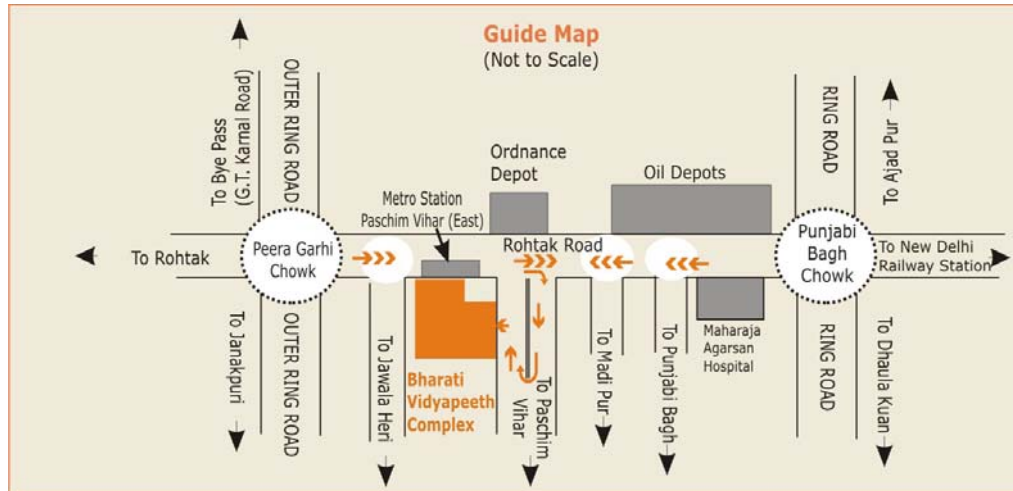 Guide Map
(Not to Scale)
To Bye Pass
(G.T. Karnal Road)
OUTER RING ROAD
RING ROAD
To Ajad Pur
Ordnance
Depot
Oil Depots
Metro Station
Paschim Vihar (East)
To Rohtak
Peera Garhi
Chowk
Rohtak Road
Punjabi
Bagh
Chowk
To New Delhi
Railway Station
To Janakpuri
OUTER RING ROAD
To Jawala Heri
Bharati
Vidyapeeth
Complex
To Paschim
Vihar
To Madi Pur
To Punjabi Bagh
Maharaja
Agarsan
Hospital
RING ROAD
To Dhaula Kuan